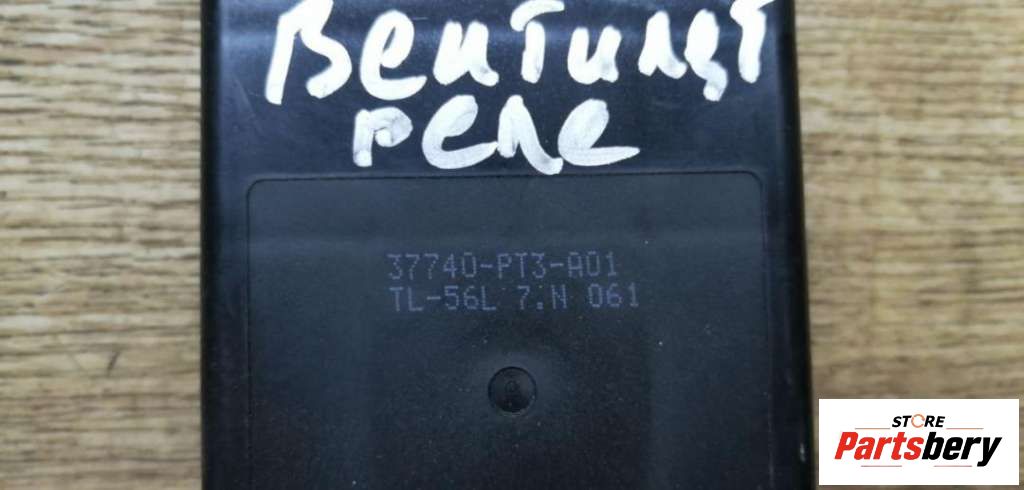 Вентилят
реле
37740-PT3-A01
TL-56L 7.N 061
STORE
Partsbery